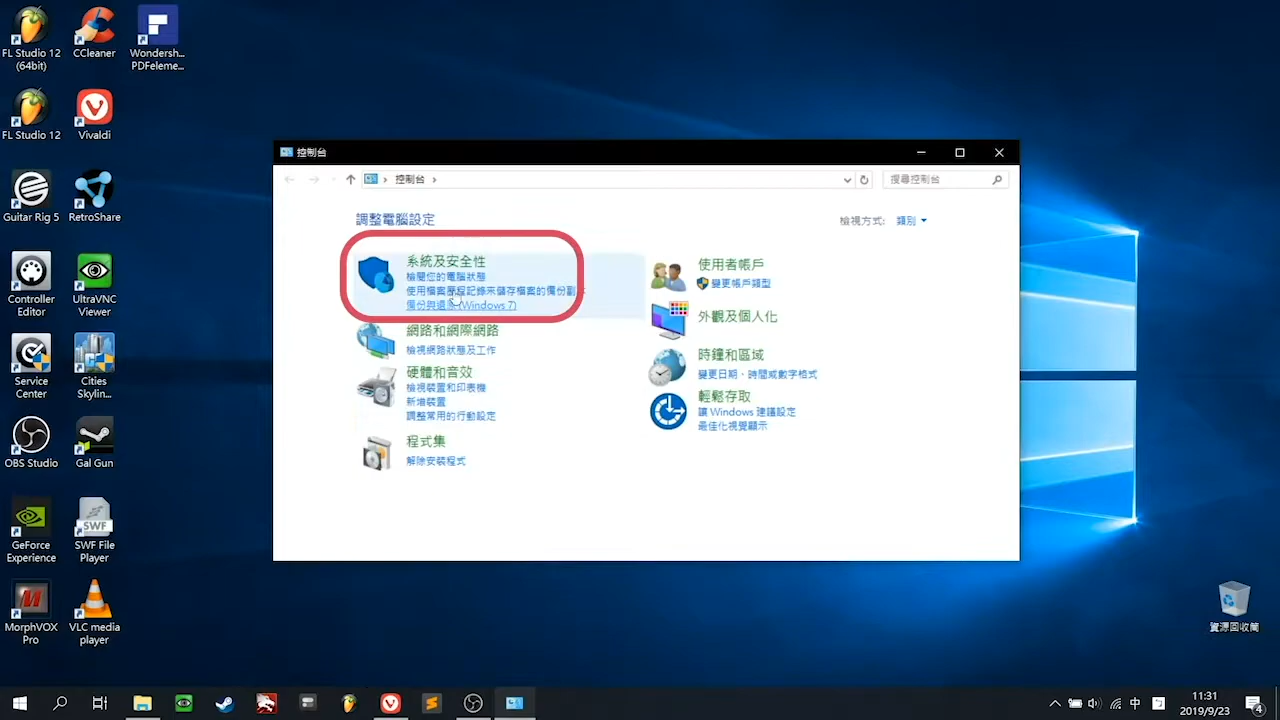 FL Studio 12
(64bit)
CCleaner
Wondersh...
PDFeleme...
FL Studio 12
Vivaldi
Guitar Rig 5
RetroShare
Controller
Editor
UltraVNC
Viewer
Service
Center
Cities
Skylin...
OBS Studio
Gal Gun
GeForce
Experience
SWF
SWF File
Player
MorphVOX
Pro
VLC media
player
控制台
控制台
搜尋控制台
調整電腦設定
檢視方式: 類別
系統及安全性
檢閱您的電腦狀態
使用檔案歷程記錄來儲存檔案的備份副
備份與還原 (Windows 7)
網路和網際網路
檢視網路狀態及工作
硬體和音效
檢視裝置和印表機
新增裝置
調整常用的行動設定
程式集
解除安裝程式
使用者帳戶
變更帳戶類型
外觀及個人化
時鐘和區域
變更日期、時間或數字格式
輕鬆存取
讓 Windows 建議設定
最佳化視覺顯示
資源回收筒
中
11:31
2019/9/23
4